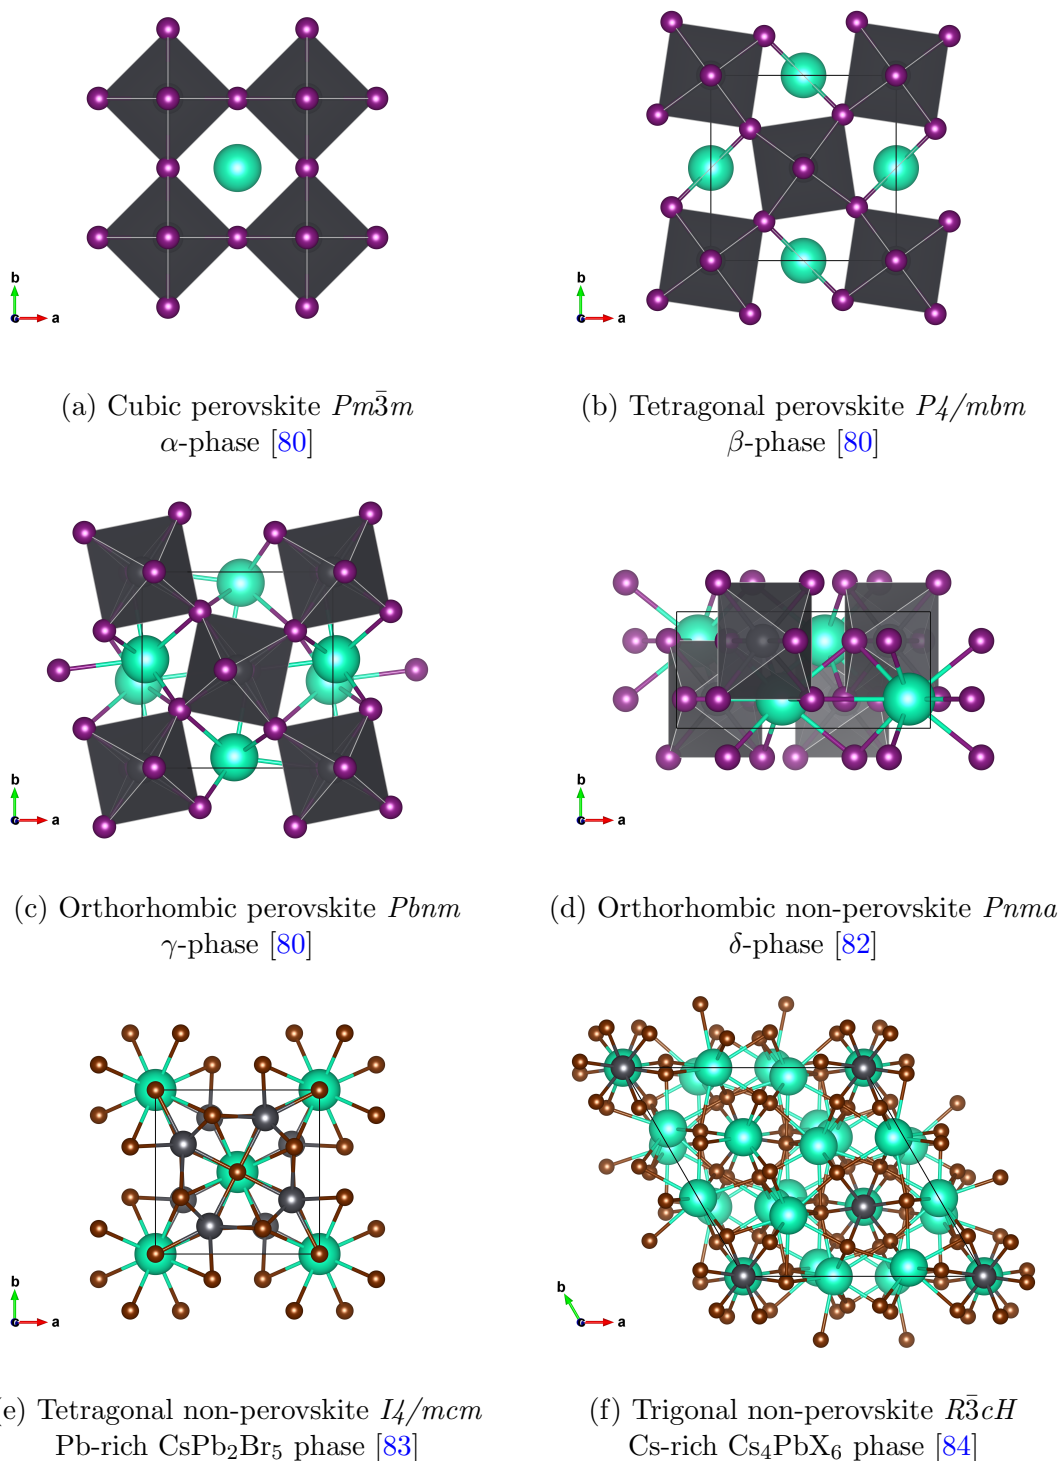 b
a
b
a
(a) Cubic perovskite Pm3̄m
α-phase [80]
(b) Tetragonal perovskite P4/mbm
β-phase [80]
b
a
b
a
(c) Orthorhombic perovskite Pbnm
γ-phase [80]
(d) Orthorhombic non-perovskite Pnma
δ-phase [82]
b
a
b
a
e) Tetragonal non-perovskite I4/mcm
Pb-rich CsPb₂Br₅ phase [83]
(f) Trigonal non-perovskite R3̄cH
Cs-rich Cs₄PbX₆ phase [84]